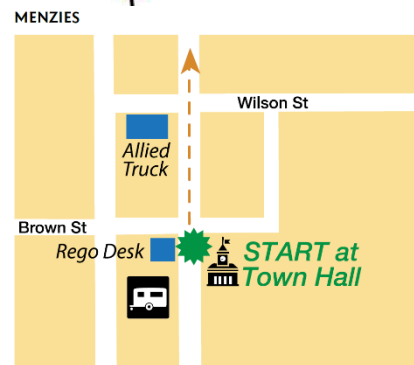 MENZIES
Wilson St
Allied
Truck
Brown St
Rego Desk
START at
Town Hall